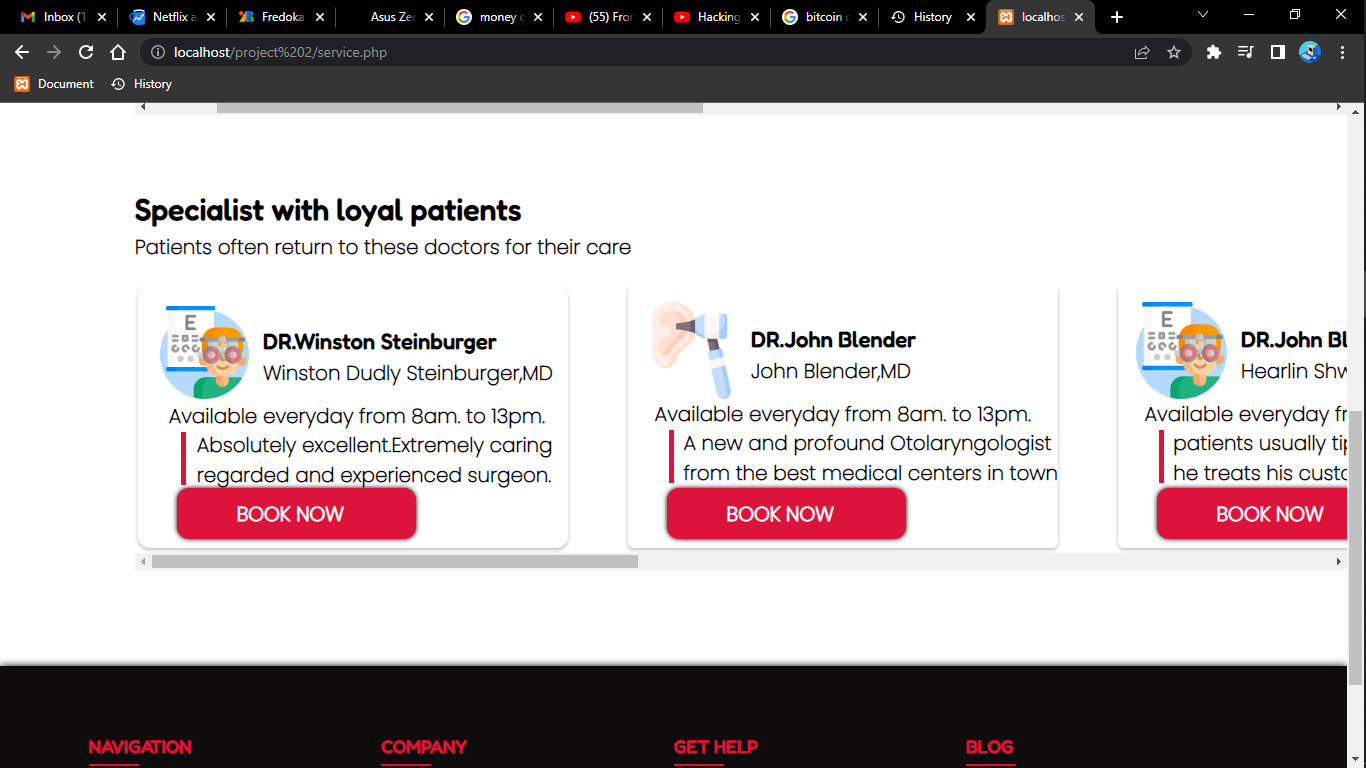 Inbox (1
Netflix a
Fredoka
Asus Zer
money c
(55) Fror
Hacking
bitcoin c
History
localhos
localhost/project%202/service.php
Document
History
Specialist with loyal patients
Patients often return to these doctors for their care
E
DR.Winston Steinburger
Winston Dudly Steinburger,MD
Available everyday from 8am. to 13pm.
Absolutely excellent.Extremely caring
regarded and experienced surgeon.
BOOK NOW
DR.John Blender
John Blender,MD
Available everyday from 8am. to 13pm.
A new and profound Otolaryngologist
from the best medical centers in town
BOOK NOW
E
DR.John Bl
Hearlin Shw
Available everyday fr
patients usually tip
he treats his custo
BOOK NOW
NAVIGATION
COMPANY
GET HELP
BLOG